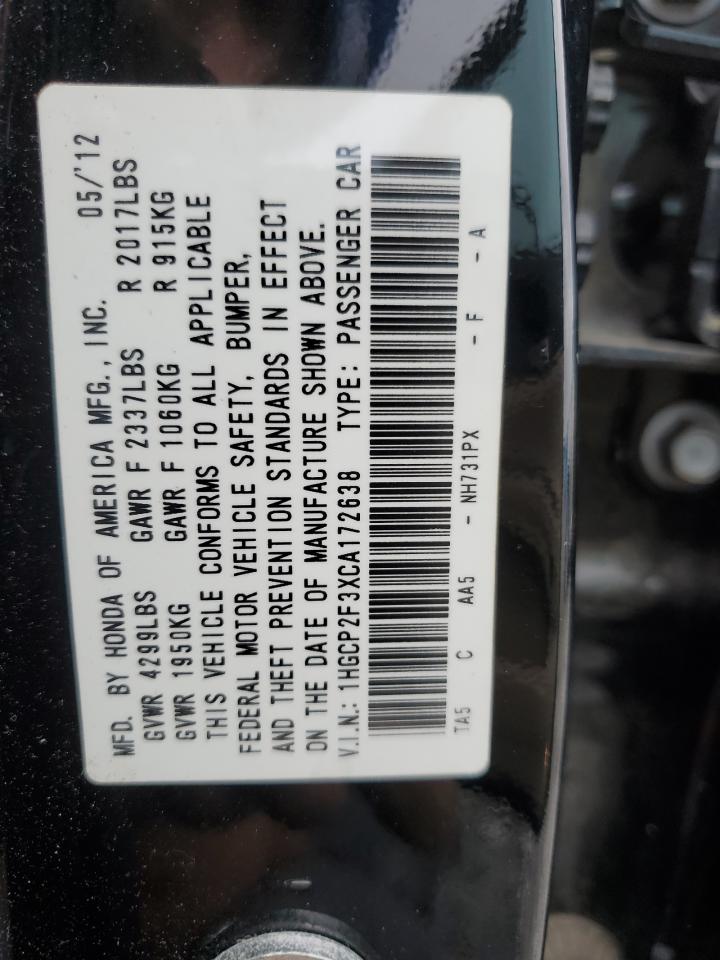 MFD. BY HONDA OF AMERICA MFG., INC. 05/'12
GVWR 4299LBS GAWR F 2337LBS R 2017LBS
GVWR 1950KG GAWR F 1060KG R 915KG
THIS VEHICLE CONFORMS TO ALL APPLICABLE
FEDERAL MOTOR VEHICLE SAFETY, BUMPER,
AND THEFT PREVENTION STANDARDS IN EFFECT
ON THE DATE OF MANUFACTURE SHOWN ABOVE.
V.I.N.: 1HGCP2F3XCA172638 TYPE: PASSENGER CAR
TA5 C AA5 - NH731PX - F - A